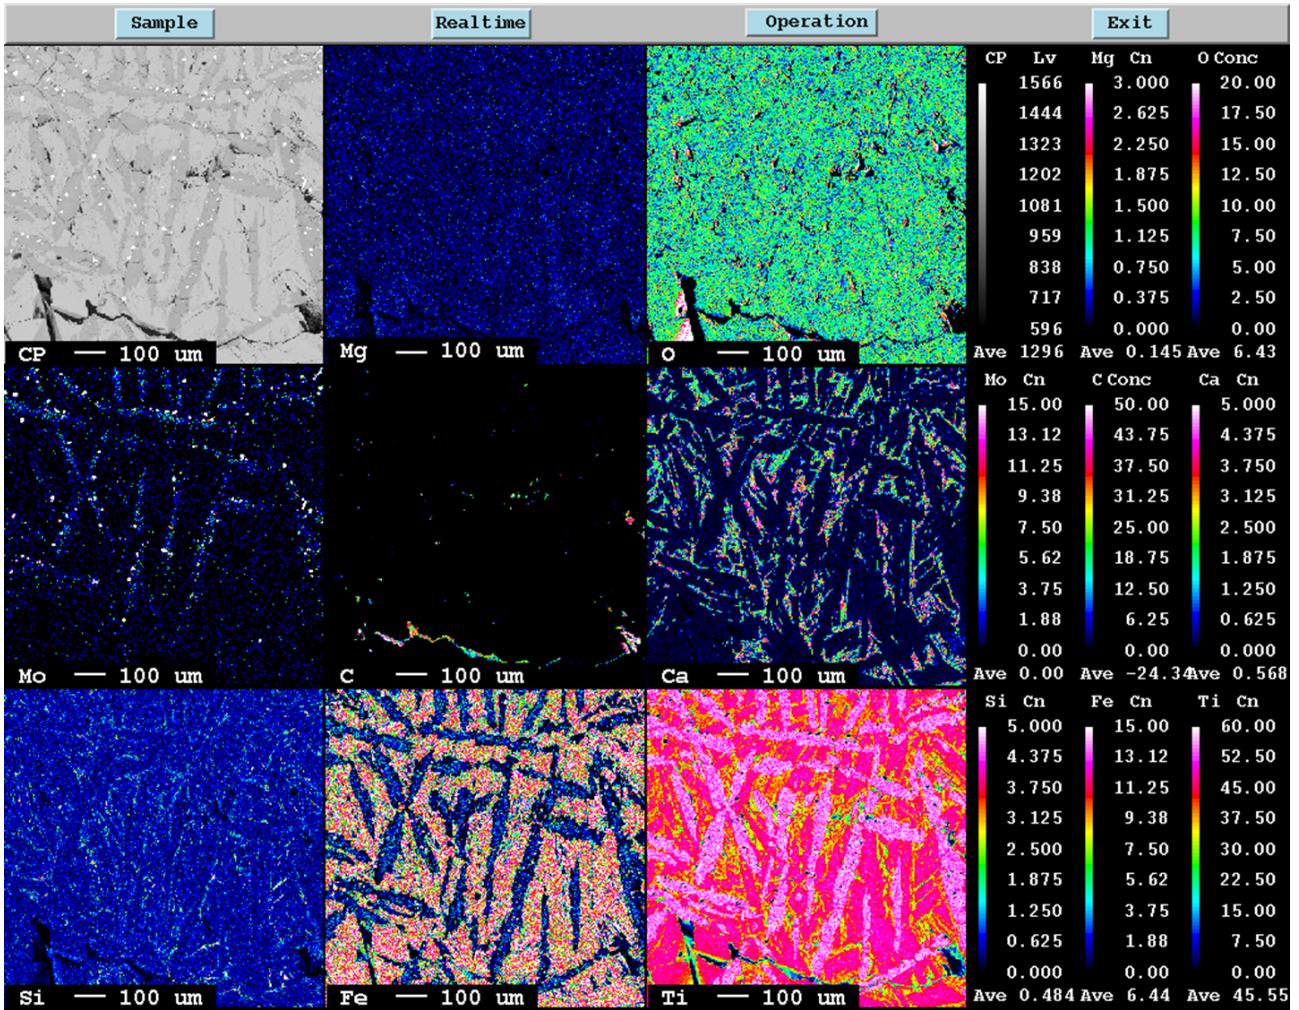 Sample Realtime Operation Exit
CP Lv Mg Cn O Conc
1566 3.000 20.00
1444 2.625 17.50
1323 2.250 15.00
1202 1.875 12.50
1081 1.500 10.00
959 1.125 7.50
838 0.750 5.00
717 0.375 2.50
596 0.000 0.00
Ave 1296 Ave 0.145 Ave 6.43
CP 100 um Mg 100 um O 100 um
Mo Cn C Conc Ca Cn
15.00 50.00 5.000
13.12 43.75 4.375
11.25 37.50 3.750
9.38 31.25 3.125
7.50 25.00 2.500
5.62 18.75 1.875
3.75 12.50 1.250
1.88 6.25 0.625
0.00 0.00 0.000
Ave 0.00 Ave -24.34 Ave 0.568
Mo 100 um C 100 um Ca 100 um
Si Cn Fe Cn Ti Cn
5.000 15.00 60.00
4.375 13.12 52.50
3.750 11.25 45.00
3.125 9.38 37.50
2.500 7.50 30.00
1.875 5.62 22.50
1.250 3.75 15.00
0.625 1.88 7.50
0.000 0.00 0.00
Ave 0.484 Ave 6.44 Ave 45.55
Si 100 um Fe 100 um Ti 100 um